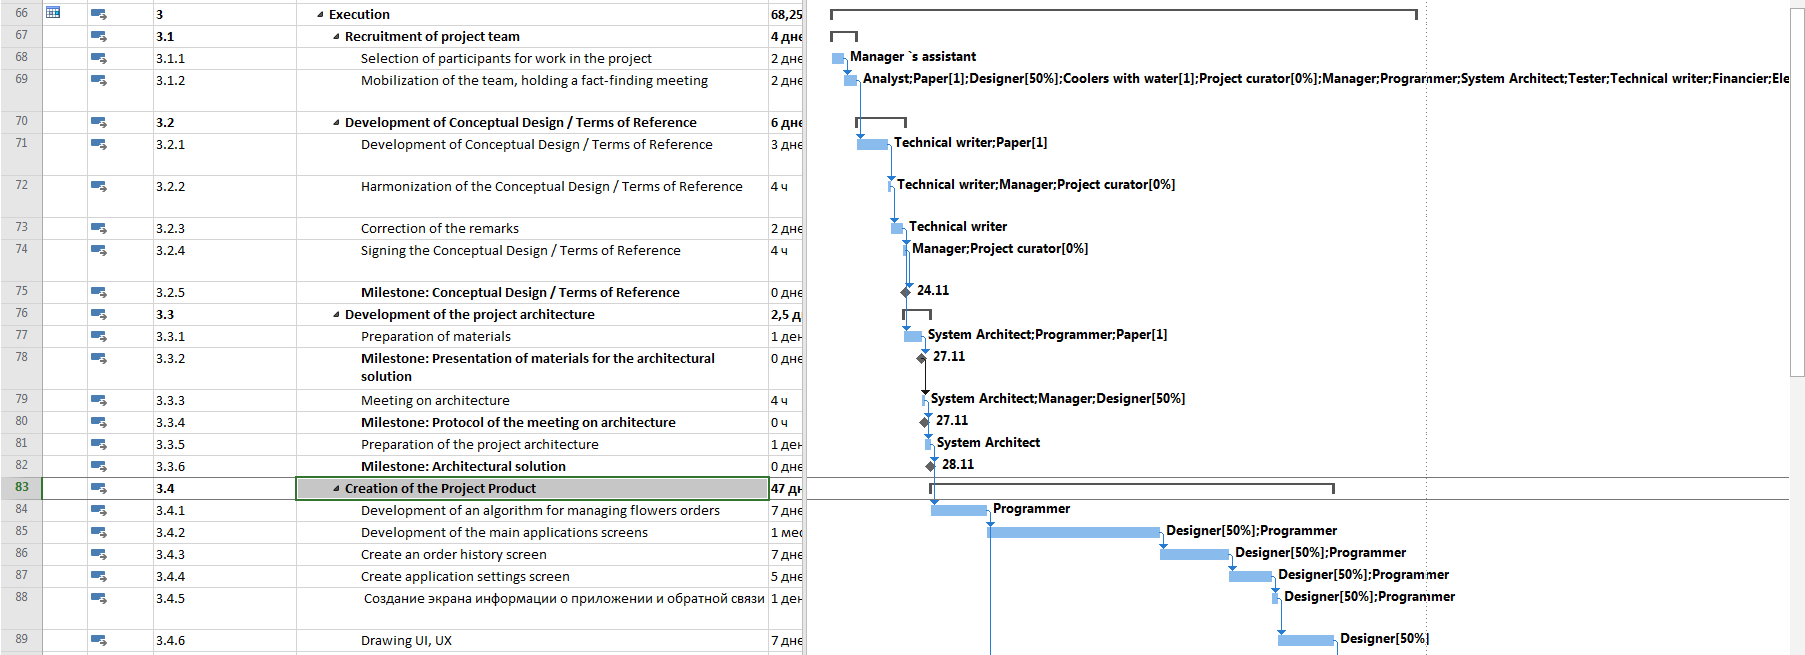 66 3 Execution 68,25
67 3.1 Recruitment of project team 4 дне
68 3.1.1 Selection of participants for work in the project 2 дне Manager `s assistant
69 3.1.2 Mobilization of the team, holding a fact-finding meeting 2 дне Analyst;Paper[1];Designer[50%];Coolers with water[1];Project curator[0%];Manager;Programmer;System Architect;Tester;Technical writer;Financier;Ele
70 3.2 Development of Conceptual Design / Terms of Reference 6 дне
71 3.2.1 Development of Conceptual Design / Terms of Reference 3 дне Technical writer;Paper[1]
72 3.2.2 Harmonization of the Conceptual Design / Terms of Reference 4 ч Technical writer;Manager;Project curator[0%]
73 3.2.3 Correction of the remarks 2 дне Technical writer
74 3.2.4 Signing the Conceptual Design / Terms of Reference 4 ч Manager;Project curator[0%]
75 3.2.5 Milestone: Conceptual Design / Terms of Reference 0 дне 24.11
76 3.3 Development of the project architecture 2,5 д
77 3.3.1 Preparation of materials 1 ден System Architect;Programmer;Paper[1]
78 3.3.2 Milestone: Presentation of materials for the architectural 0 дне 27.11
solution
79 3.3.3 Meeting on architecture 4 ч System Architect;Manager;Designer[50%]
80 3.3.4 Milestone: Protocol of the meeting on architecture 0 ч 27.11
81 3.3.5 Preparation of the project architecture 1 ден System Architect
82 3.3.6 Milestone: Architectural solution 0 дне 28.11
83 3.4 Creation of the Project Product 47 дн
84 3.4.1 Development of an algorithm for managing flowers orders 7 дне Programmer
85 3.4.2 Development of the main applications screens 1 мес Designer[50%];Programmer
86 3.4.3 Create an order history screen 7 дне Designer[50%];Programmer
87 3.4.4 Create application settings screen 5 дне Designer[50%];Programmer
88 3.4.5 Создание экрана информации о приложении и обратной связи 1 ден Designer[50%];Programmer
89 3.4.6 Drawing UI, UX 7 дне Designer[50%]